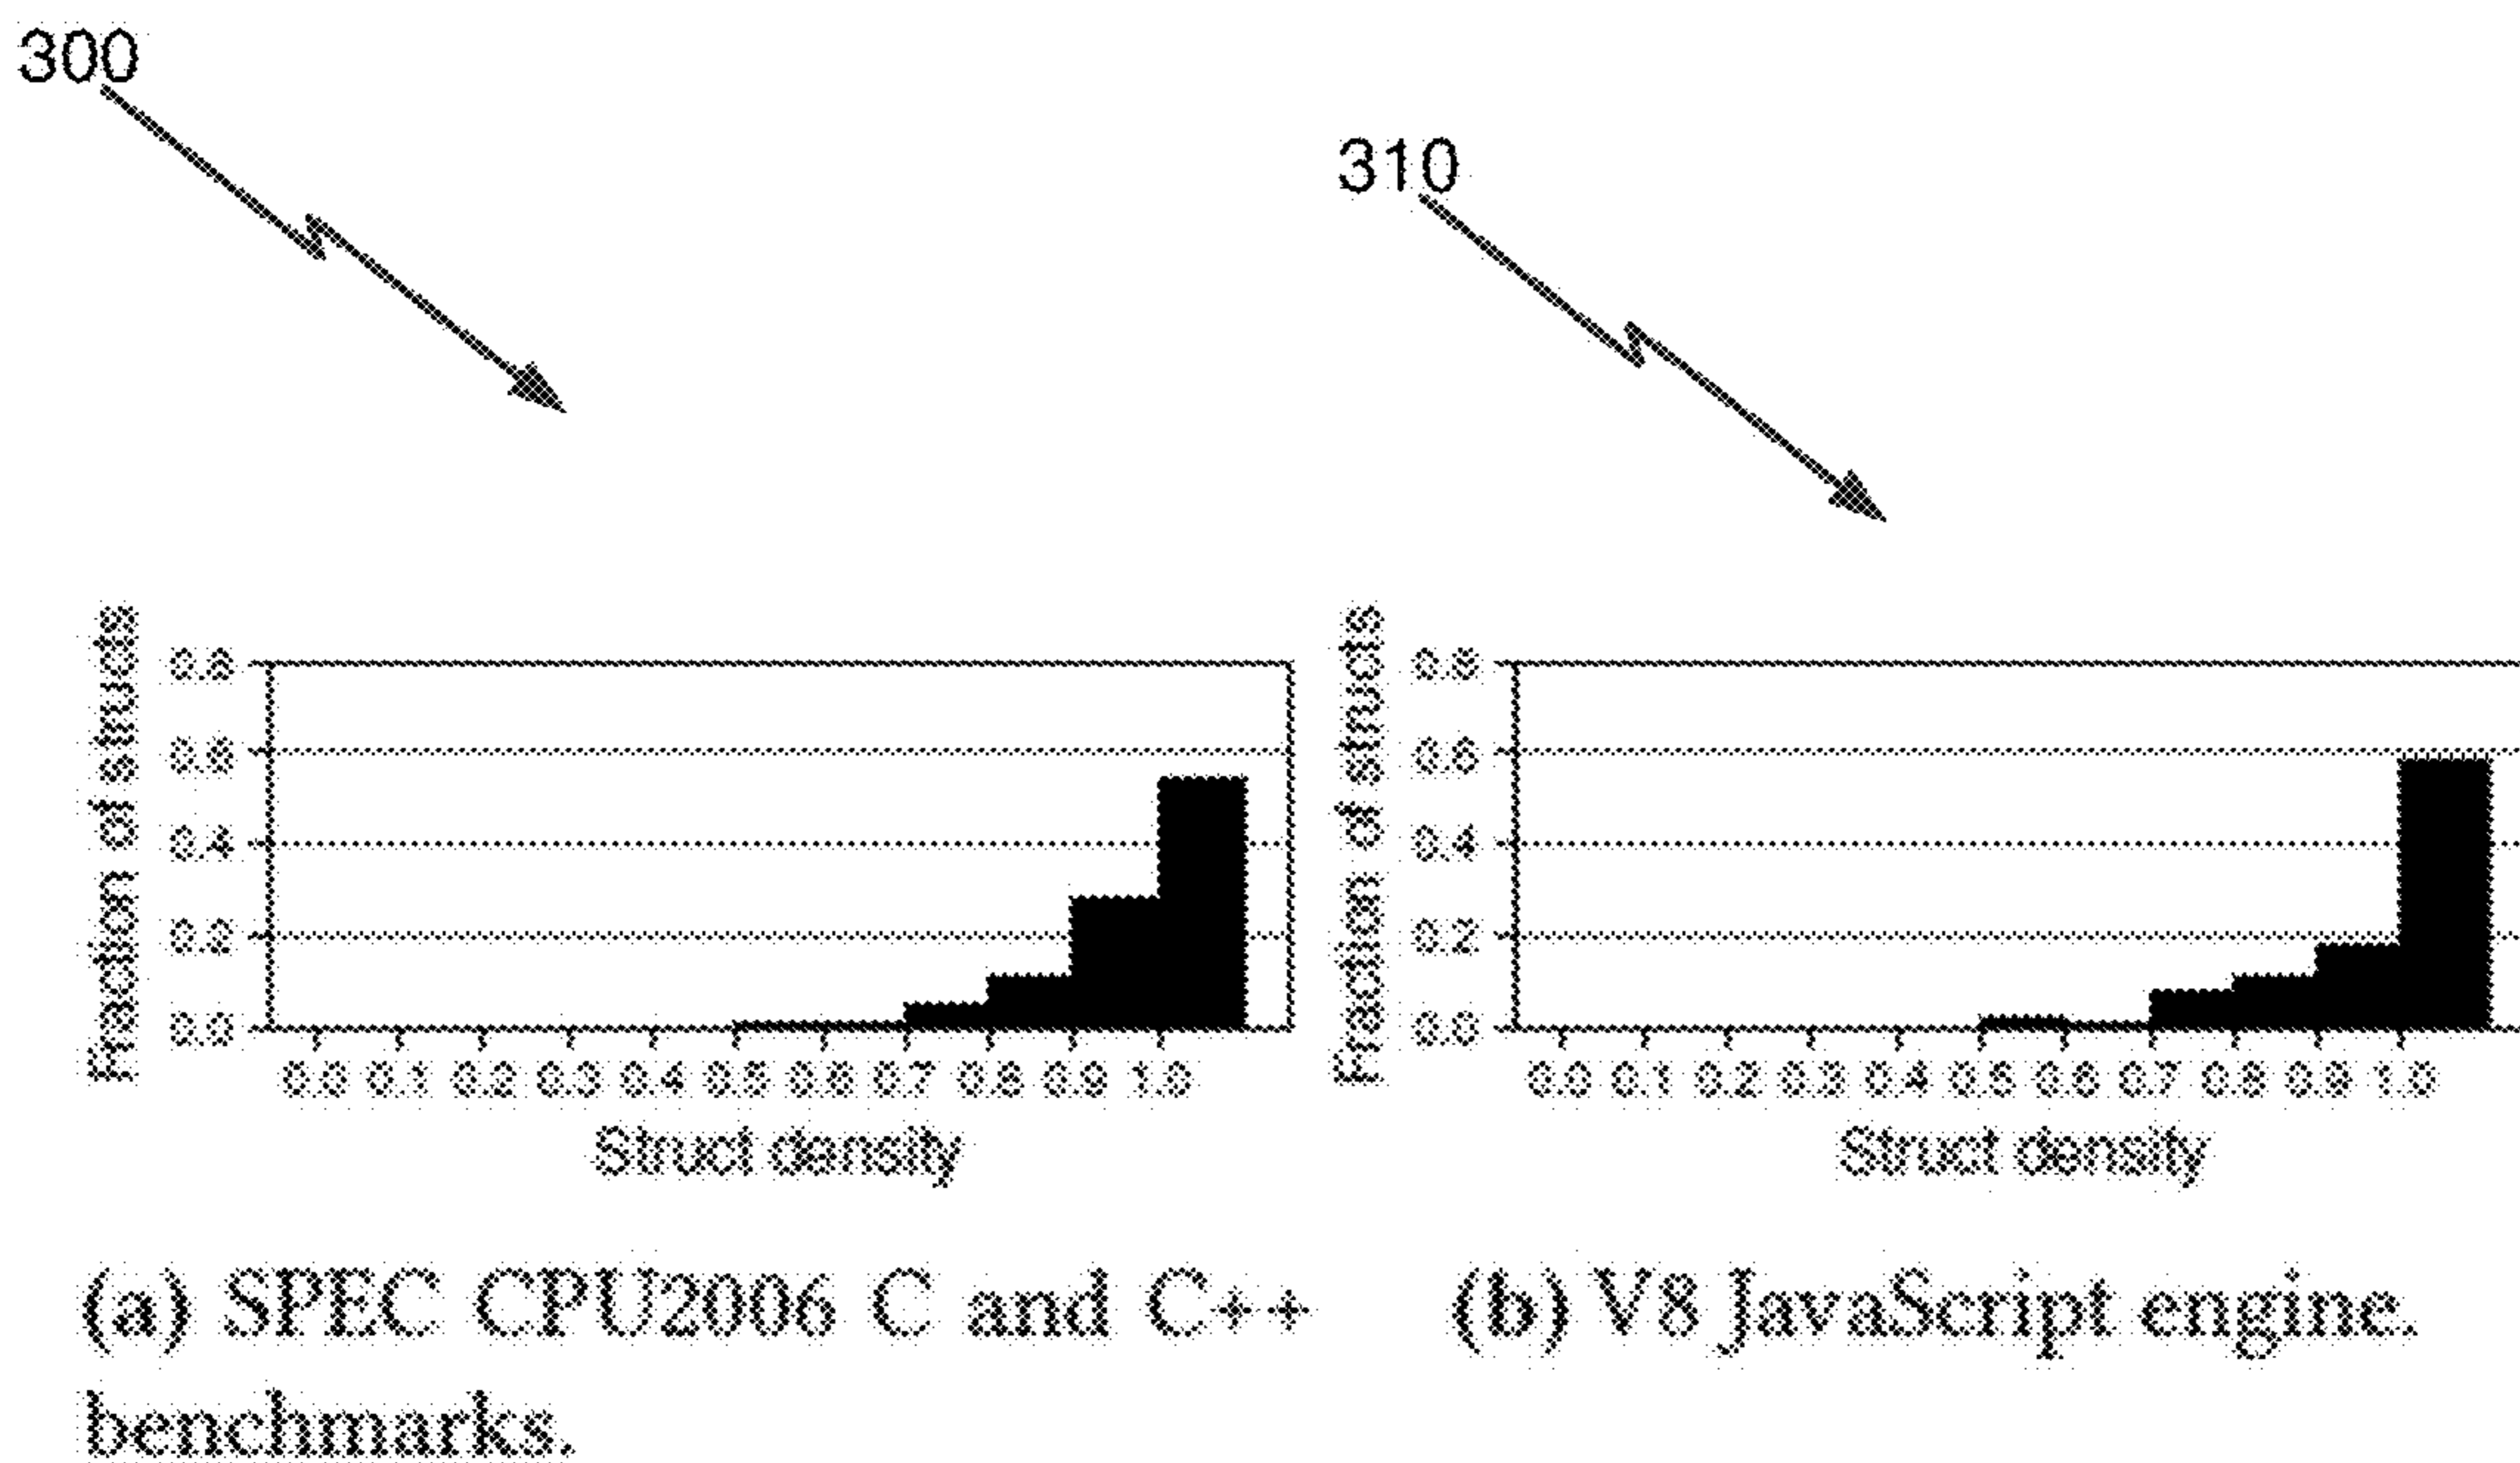 300
310
Fraction of structs
0.8
0.6
0.4
0.2
0.0
0.0 0.1 0.2 0.3 0.4 0.5 0.6 0.7 0.8 0.9 1.0
Struct density
(a) SPEC CPU2006 C and C++
benchmarks.
Fraction of structs
0.8
0.6
0.4
0.2
0.0
0.0 0.1 0.2 0.3 0.4 0.5 0.6 0.7 0.8 0.9 1.0
Struct density
(b) V8 JavaScript engine.